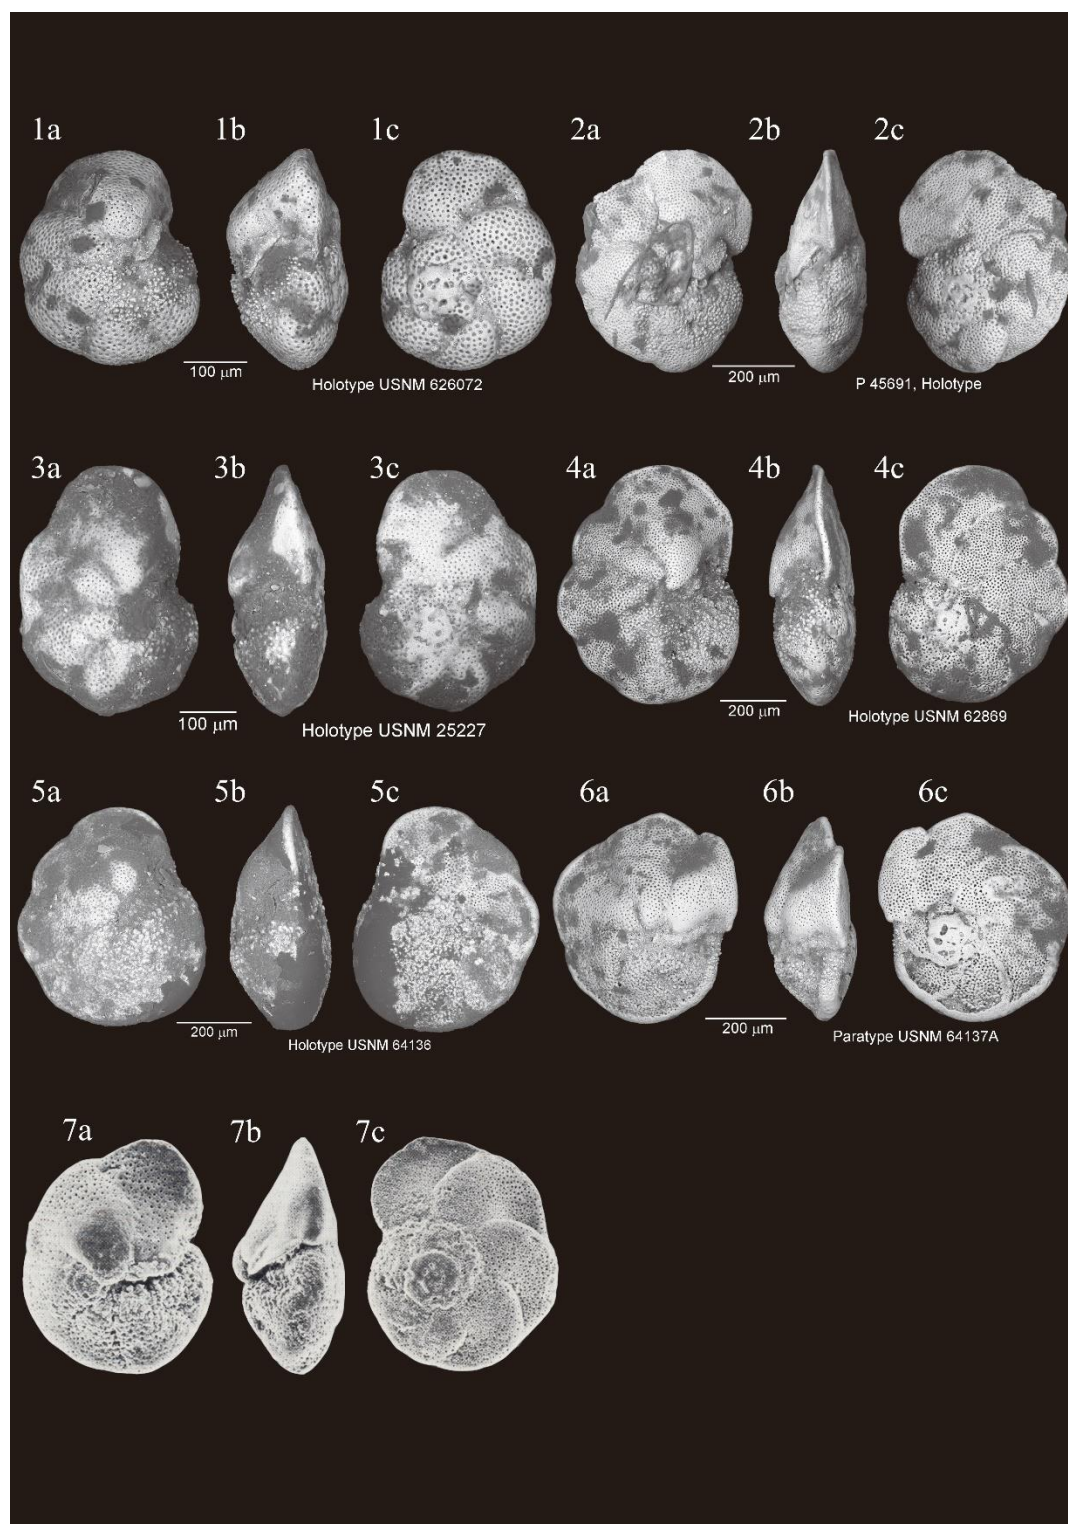 1a 1b 1c 2a 2b 2c
100 μm
Holotype USNM 626072
200 μm
P 45691, Holotype
3a 3b 3c 4a 4b 4c
100 μm
Holotype USNM 25227
200 μm
Holotype USNM 62869
5a 5b 5c 6a 6b 6c
200 μm
Holotype USNM 64136
200 μm
Paratype USNM 64137A
7a 7b 7c